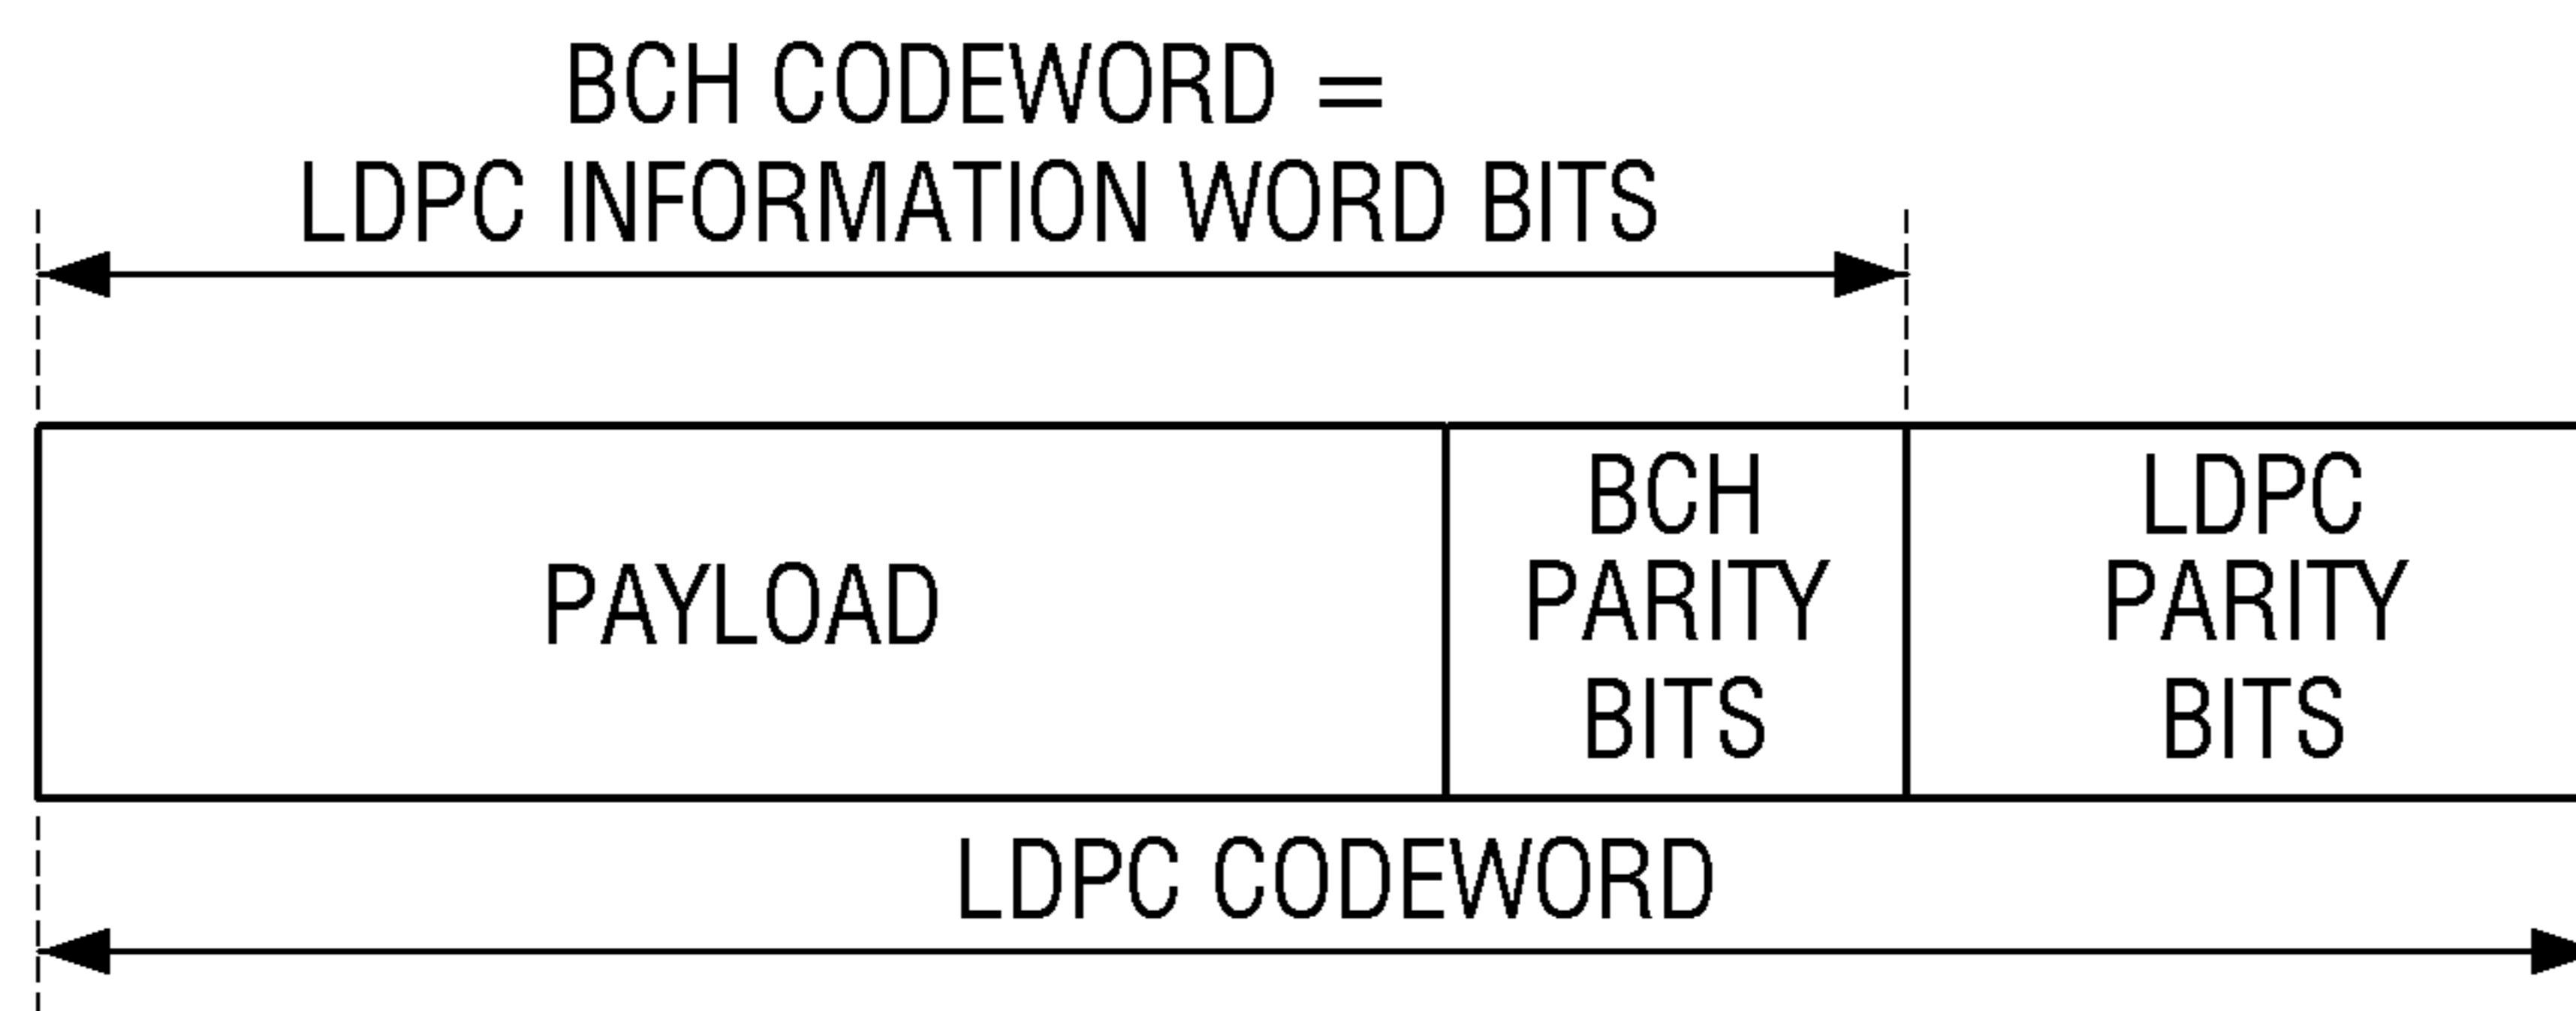 BCH CODEWORD =
LDPC INFORMATION WORD BITS
PAYLOAD
BCH
PARITY
BITS
LDPC
PARITY
BITS
LDPC CODEWORD